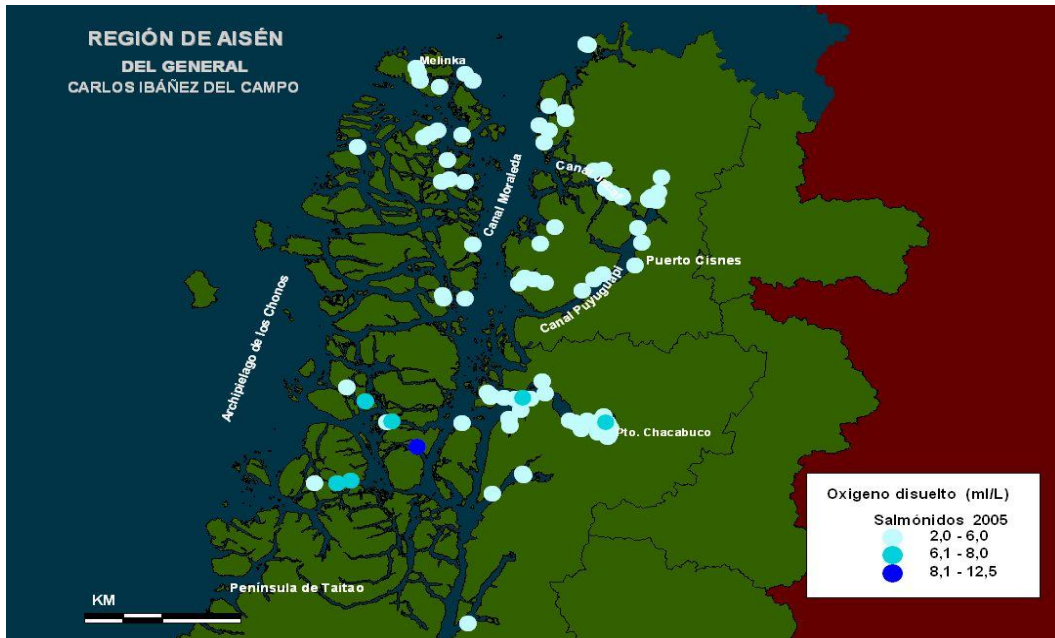 REGIÓN DE AISÉN
DEL GENERAL
CARLOS IBÁÑEZ DEL CAMPO
Melinka
Canal Moraleda
Canal
Puerto Cisnes
Canal Puyuguapi
Archipielago de los Chonos
Pto. Chacabuco
Península de Taitao
KM
Oxigeno disuelto (ml/L)
Salmónidos 2005
2,0 - 6,0
6,1 - 8,0
8,1 - 12,5